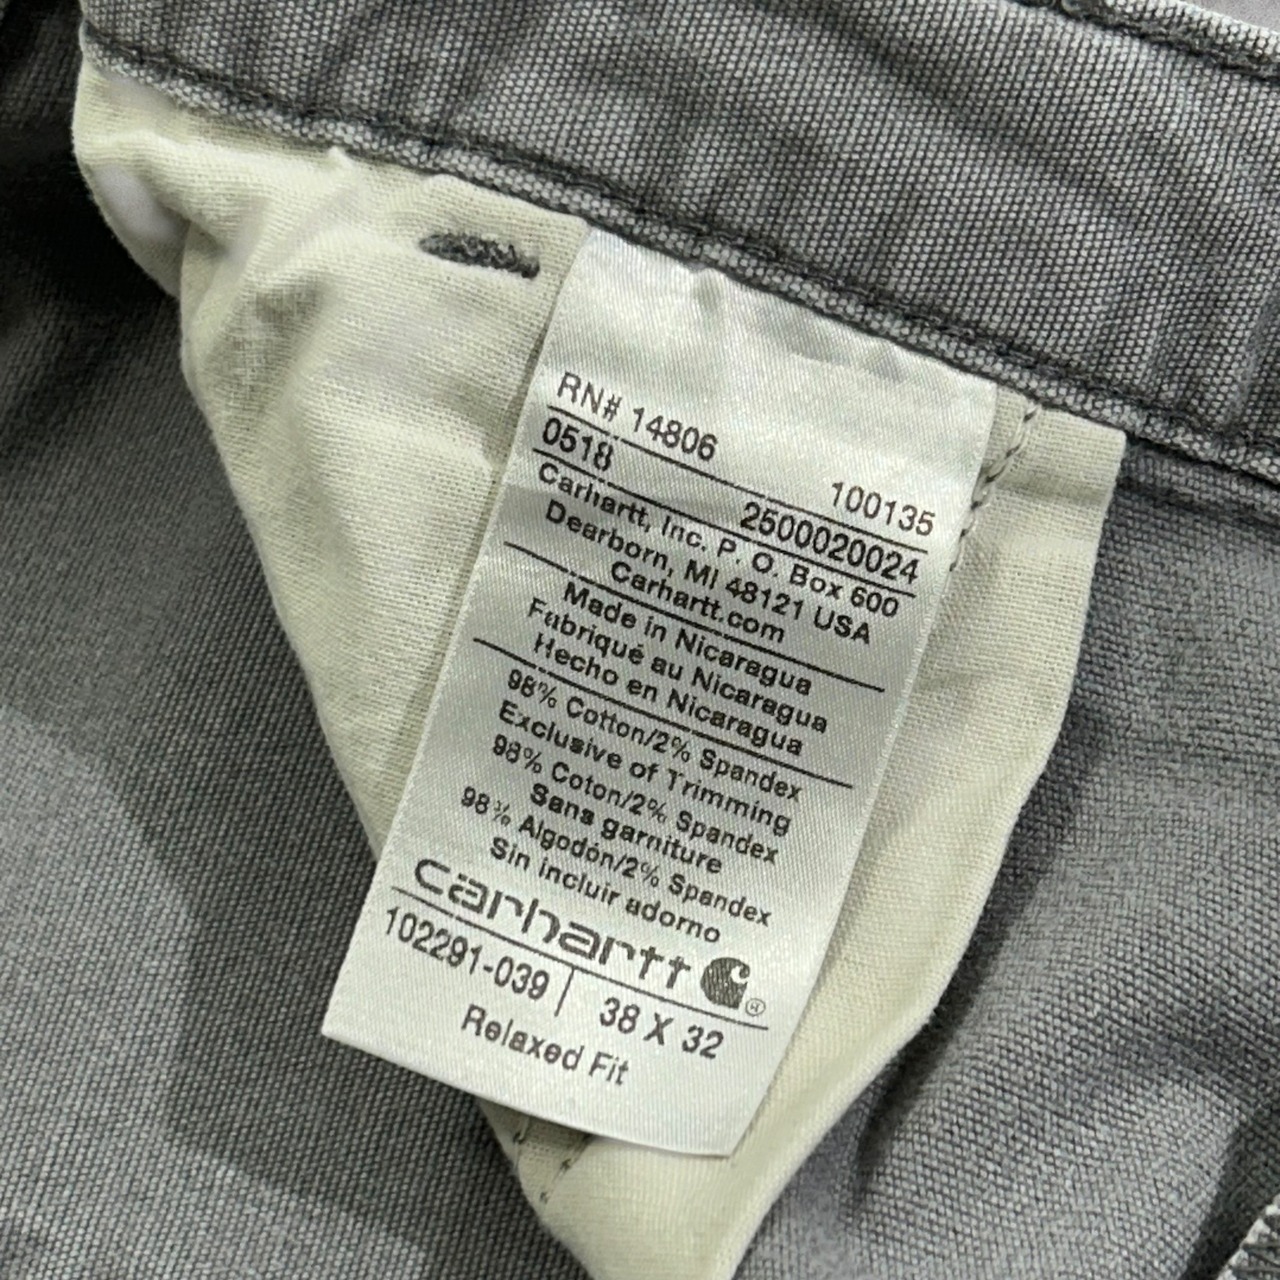 RN# 14806
100135
0518
2500020024
Carhartt, Inc. P. O. Box 600
Dearborn, MI 48121 USA
Carhartt.com
Made in Nicaragua
Fabriqué au Nicaragua
Hecho en Nicaragua
98% Cotton/2% Spandex
Exclusive of Trimming
98% Coton/2% Spandex
Sans garniture
98% Algodón/2% Spandex
Sin incluir adorno
carhartt ®
102291-039 | 38 X 32
Relaxed Fit